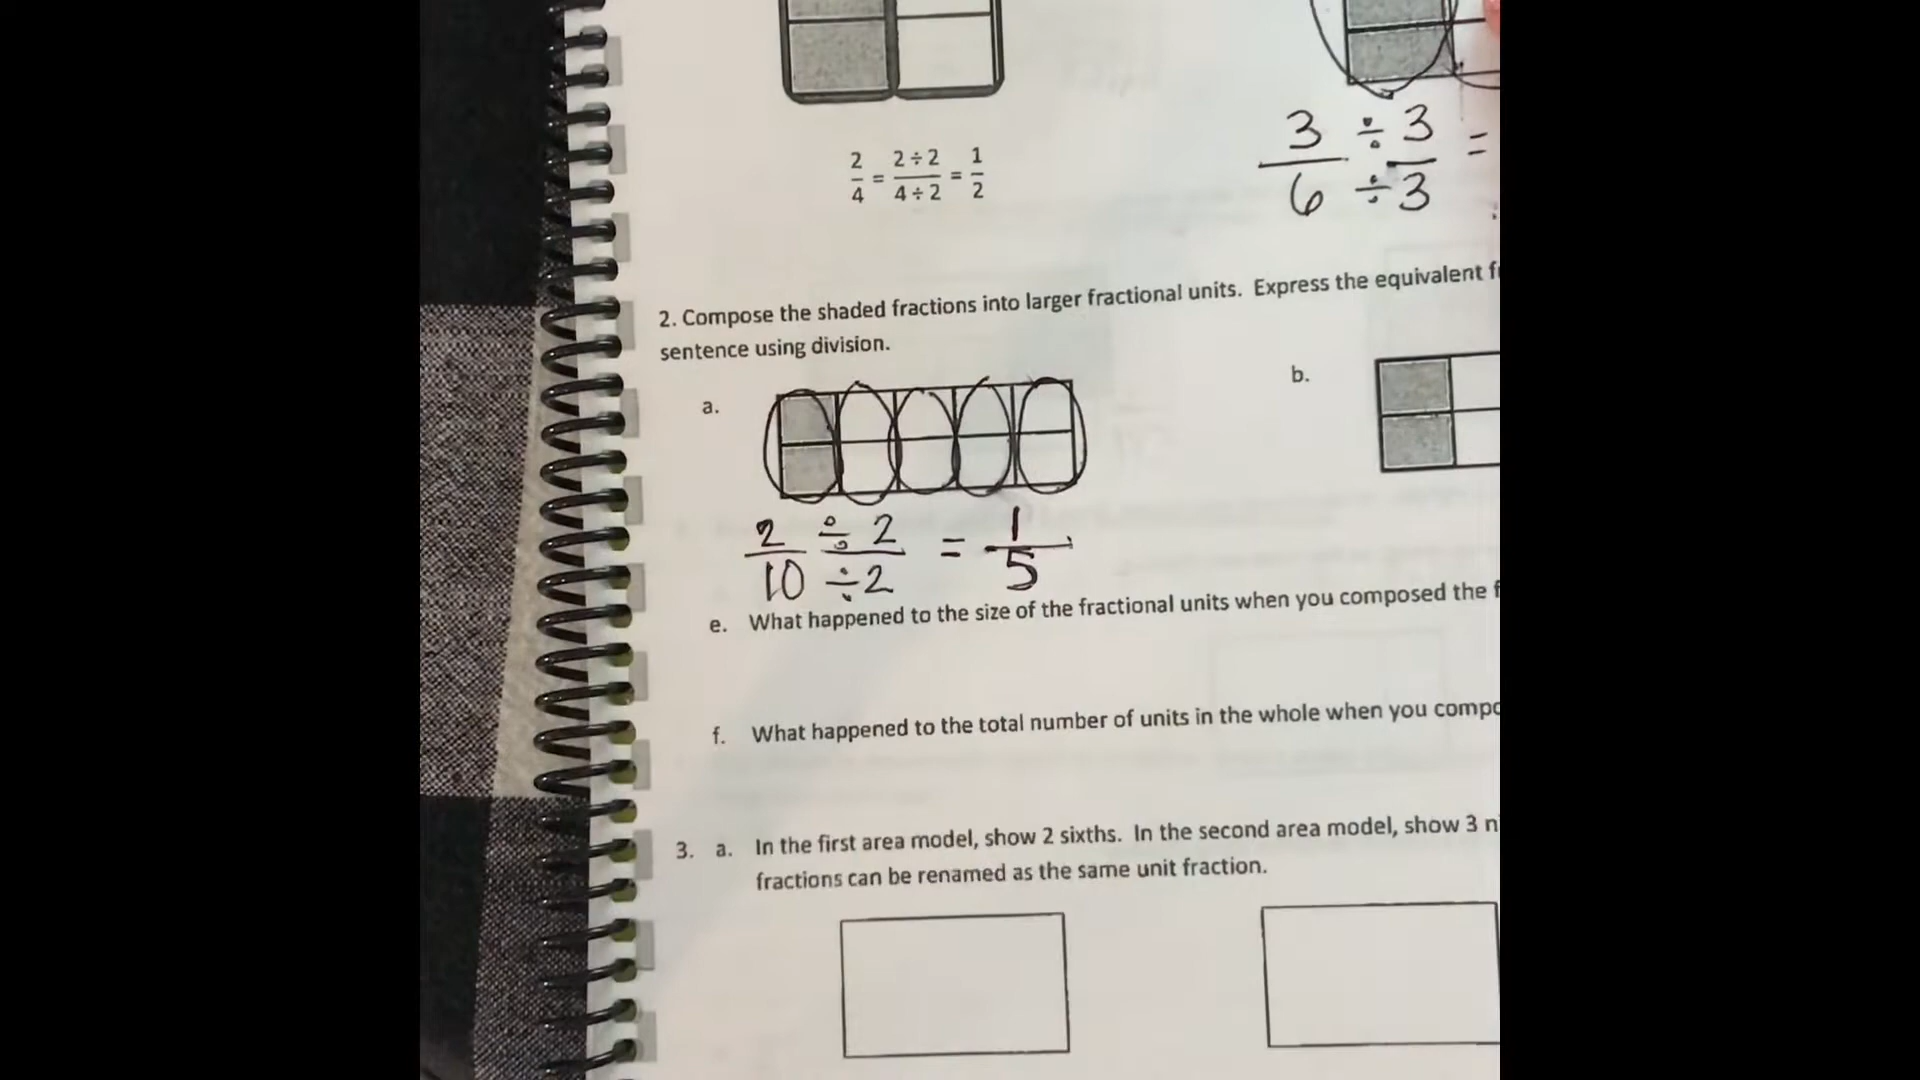 2/4 = 2÷2/4÷2 = 1/2
3 ÷ 3 / 6 ÷ 3 =
2. Compose the shaded fractions into larger fractional units. Express the equivalent
sentence using division.
a.
b.
2 ÷ 2 / 10 ÷ 2 = 1/5
e. What happened to the size of the fractional units when you composed the
f. What happened to the total number of units in the whole when you
3. a. In the first area model, show 2 sixths. In the second area model, show 3
fractions can be renamed as the same unit fraction.